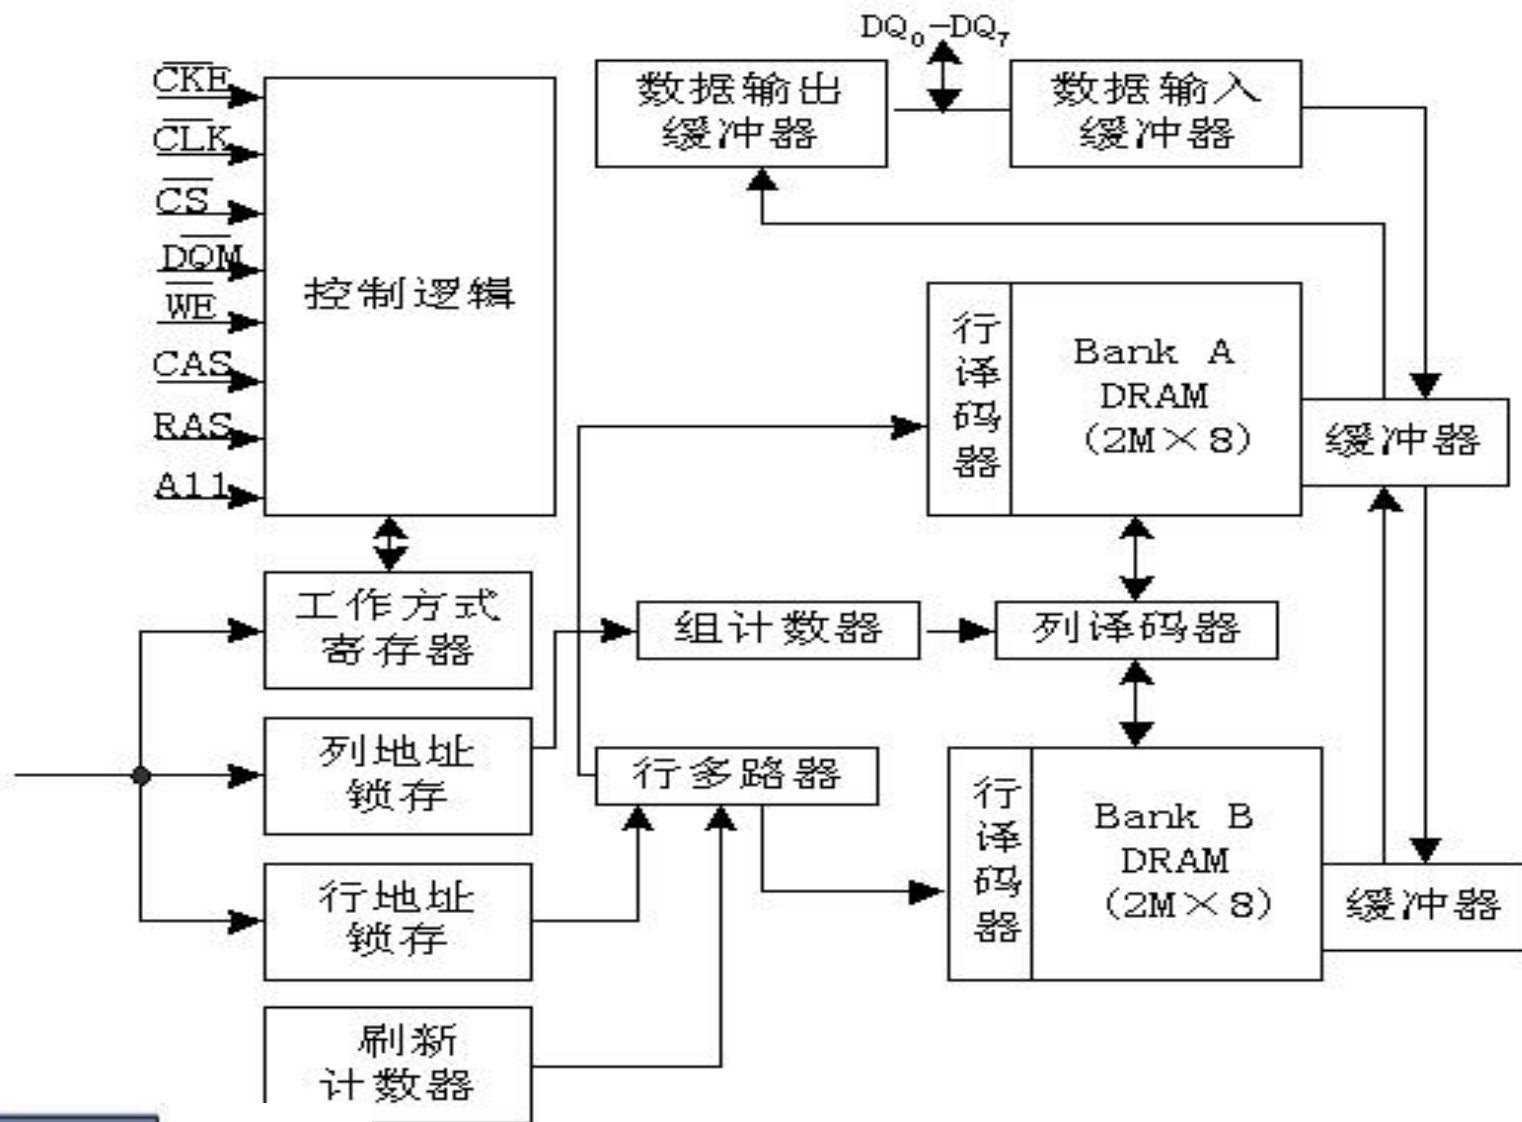 DQ₀—DQ₇
CKE
CLK
CS
DQM
WE
CAS
RAS
A11
控制逻辑
数据输出
缓冲器
数据输入
缓冲器
行译码器
Bank A
DRAM
(2M×8)
缓冲器
工作方式
寄存器
组计数器
列译码器
列地址
锁存
行多路器
行地址
锁存
行译码器
Bank B
DRAM
(2M×8)
缓冲器
刷新
计数器